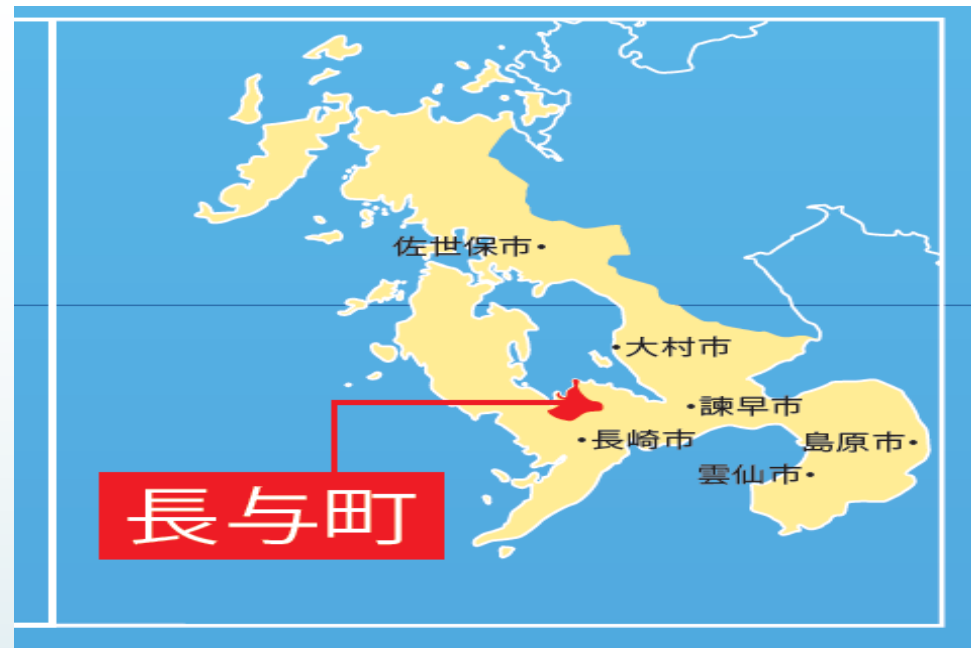 佐世保市
大村市
諫早市
長崎市
島原市
雲仙市
長与町